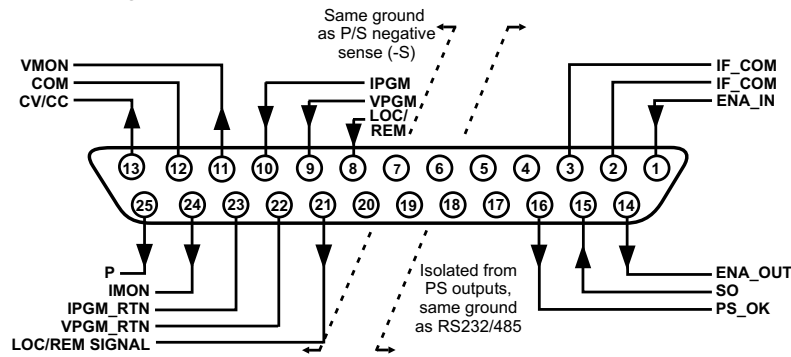 Same ground
as P/S negative
sense (-S)
VMON
COM
CV/CC
IPGM
VPGM
LOC/
REM
IF_COM
IF_COM
ENA_IN
13 12 11 10 9 8 7 6 5 4 3 2 1
25 24 23 22 21 20 19 18 17 16 15 14
P
IMON
IPGM_RTN
VPGM_RTN
LOC/REM SIGNAL
Isolated from
PS outputs,
same ground
as RS232/485
ENA_OUT
SO
PS_OK